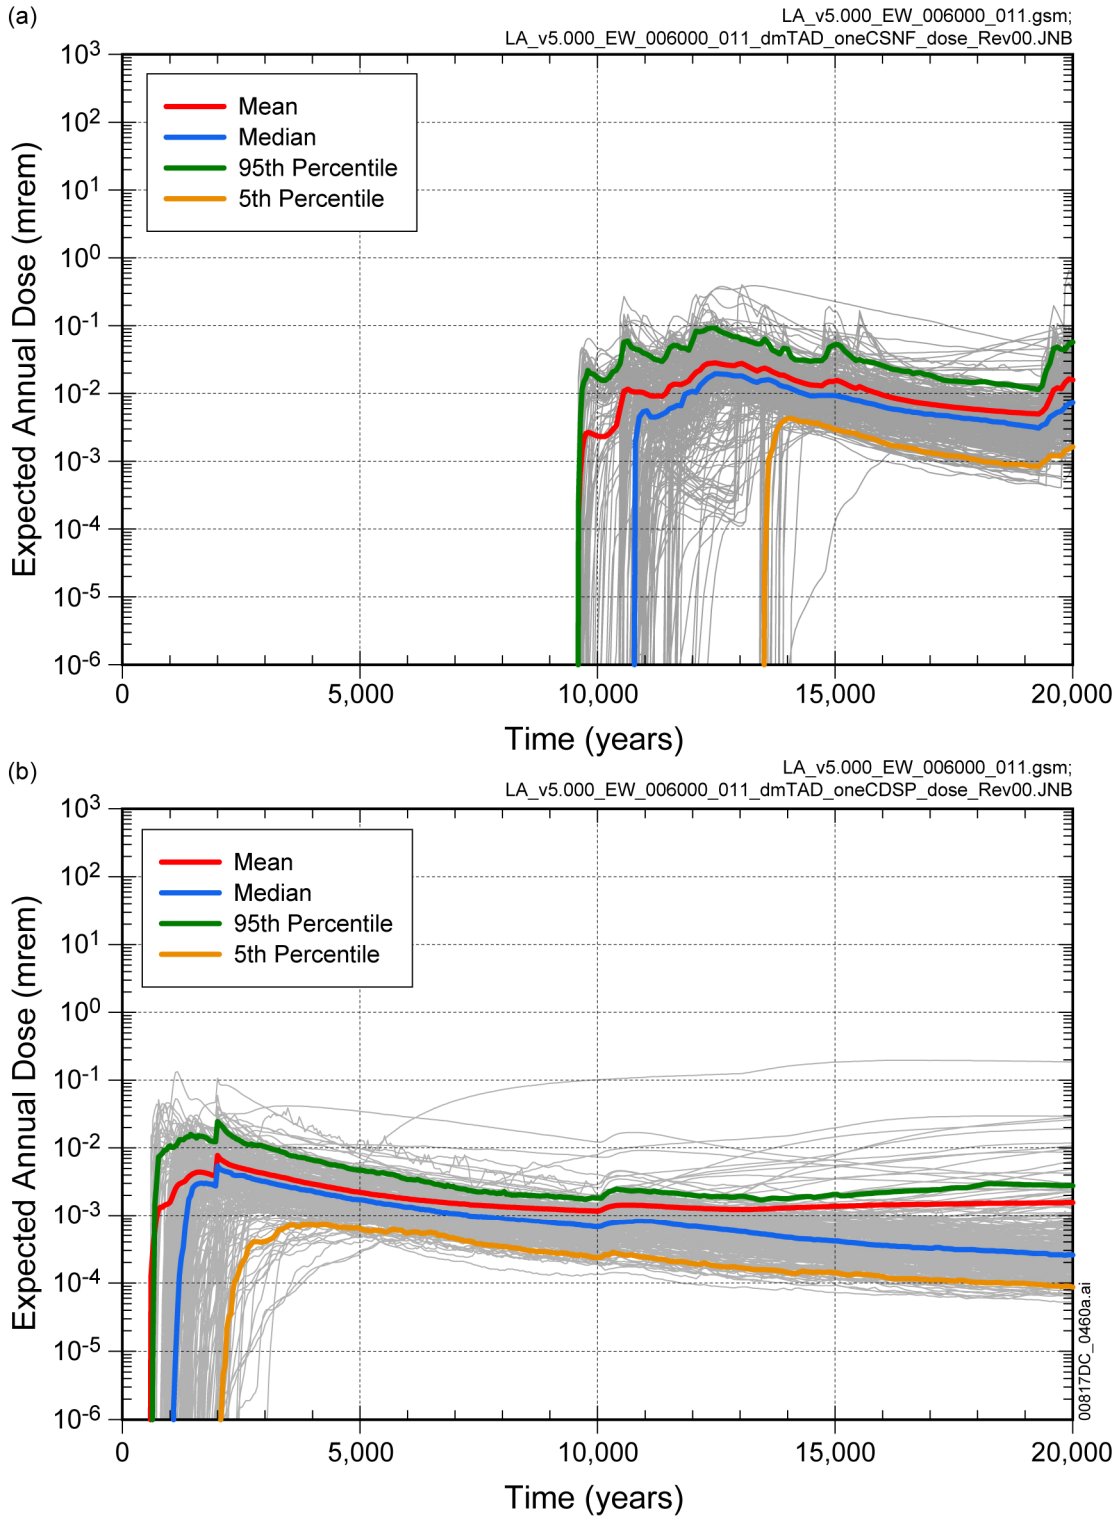 (a)
LA_v5.000_EW_006000_011.gsm;
LA_v5.000_EW_006000_011_dmTAD_oneCSNF_dose_Rev00.JNB
Expected Annual Dose (mrem)
10³
10²
10¹
10⁰
10⁻¹
10⁻²
10⁻³
10⁻⁴
10⁻⁵
10⁻⁶
Mean
Median
95th Percentile
5th Percentile
0 5,000 10,000 15,000 20,000
Time (years)
(b)
LA_v5.000_EW_006000_011.gsm;
LA_v5.000_EW_006000_011_dmTAD_oneCDSP_dose_Rev00.JNB
Expected Annual Dose (mrem)
10³
10²
10¹
10⁰
10⁻¹
10⁻²
10⁻³
10⁻⁴
10⁻�5
10⁻⁶
Mean
Median
95th Percentile
5th Percentile
0 5,000 10,000 15,000 20,000
Time (years)
00817DC_0460a.ai